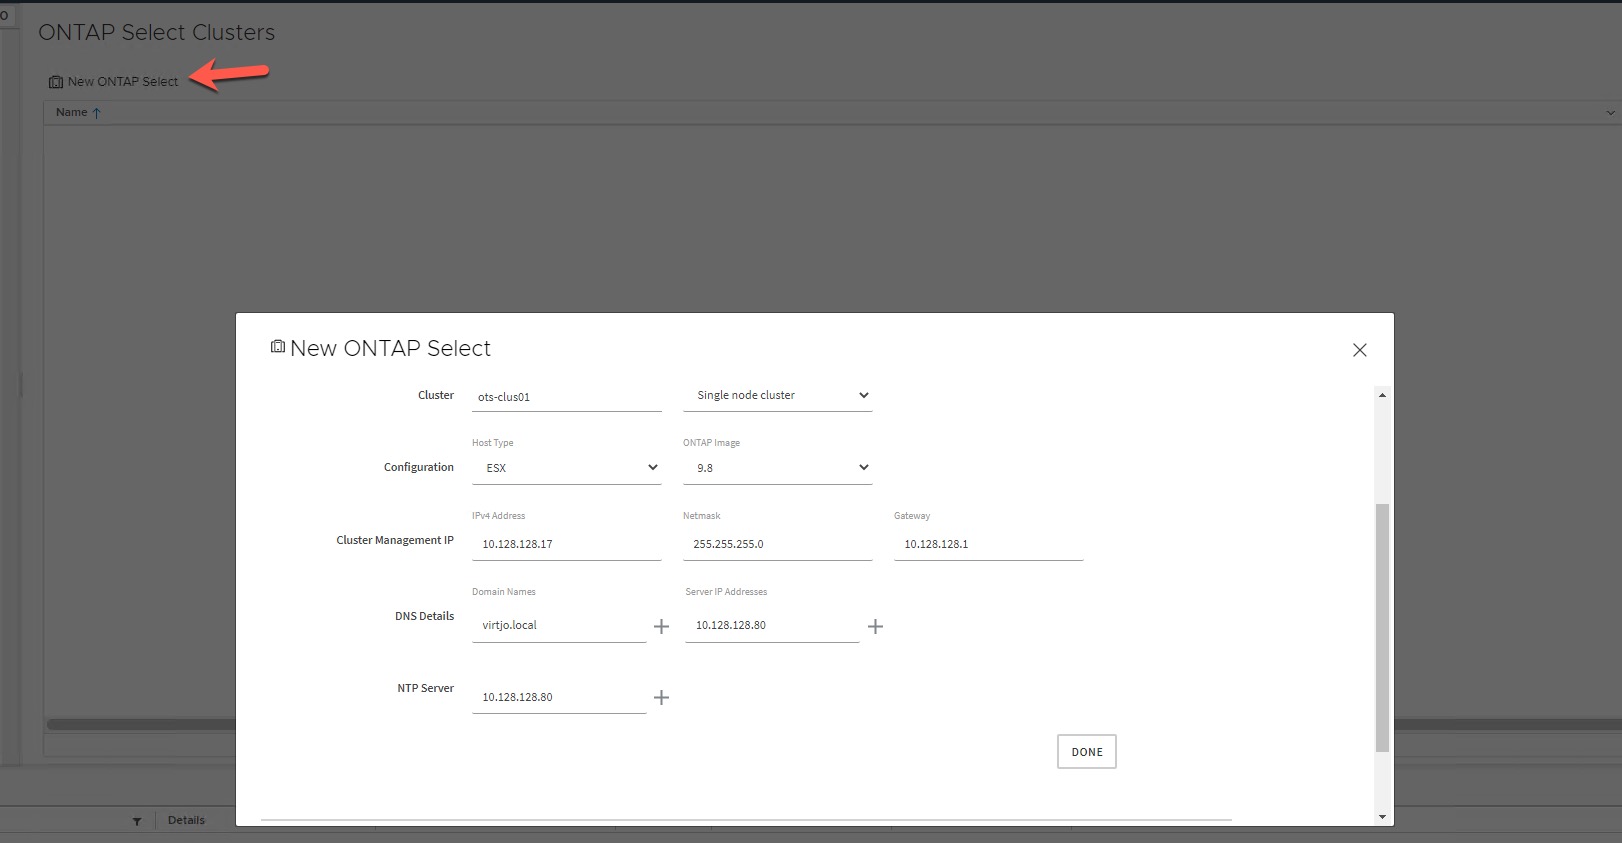 O
ONTAP Select Clusters
New ONTAP Select
Name
New ONTAP Select
Cluster ots-clus01 Single node cluster
Host Type ONTAP Image
Configuration ESX 9.8
IPv4 Address Netmask Gateway
Cluster Management IP 10.128.128.17 255.255.255.0 10.128.128.1
Domain Names Server IP Addresses
DNS Details virtjo.local 10.128.128.80
NTP Server 10.128.128.80
DONE
Details